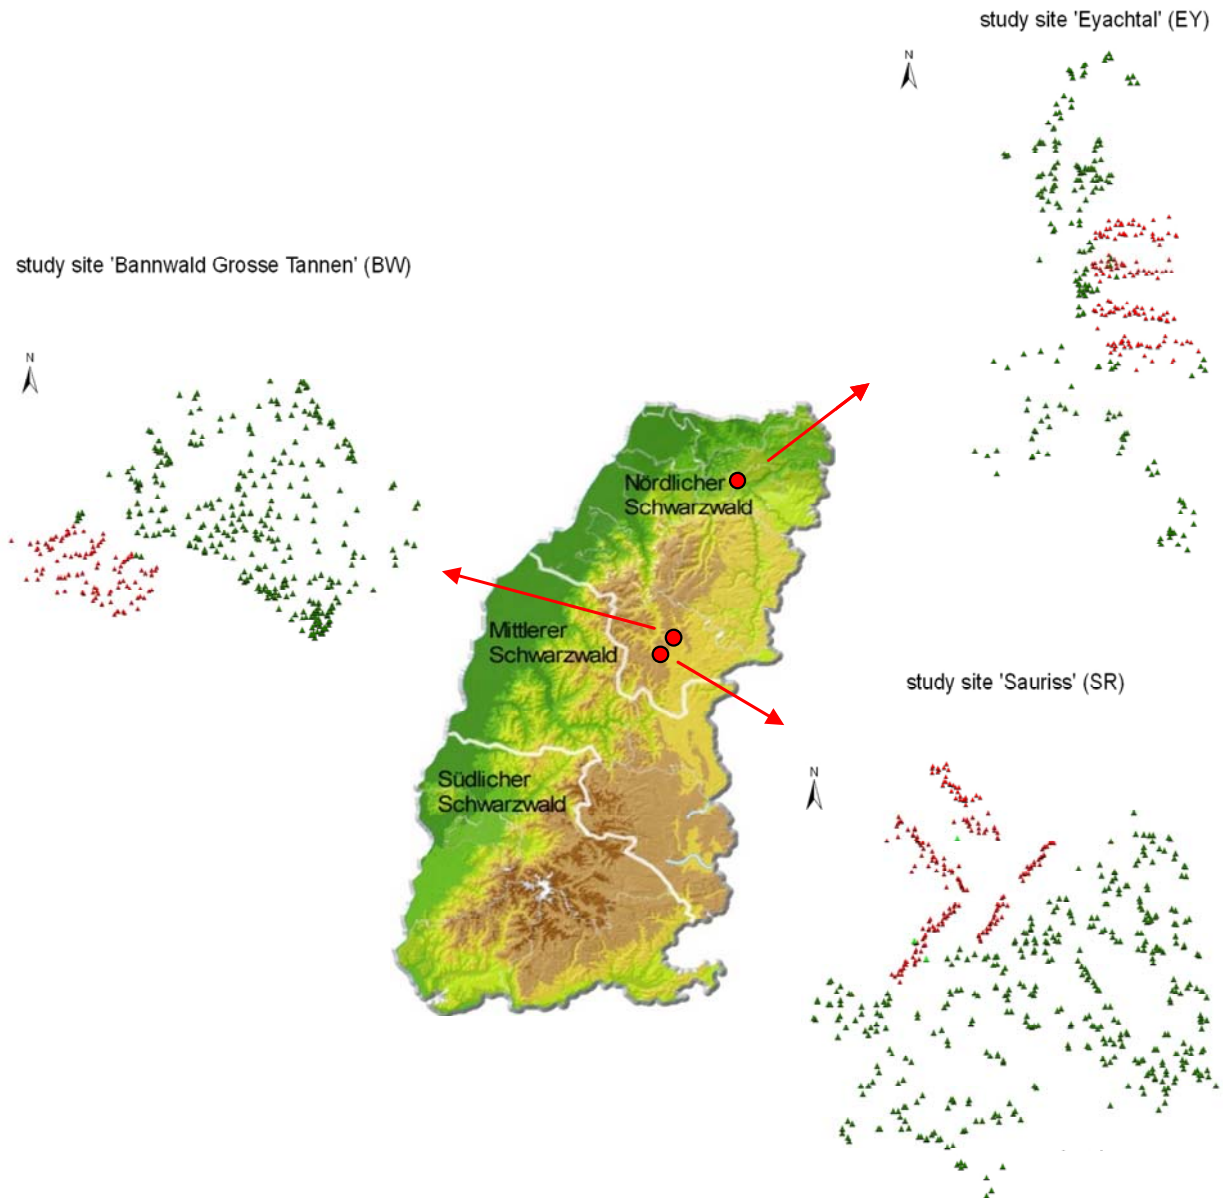 study site 'Eyachtal' (EY)
N
study site 'Bannwald Grosse Tannen' (BW)
N
Nördlicher
Schwarzwald
Mittlerer
Schwarzwald
study site 'Sauriss' (SR)
N
Südlicher
Schwarzwald